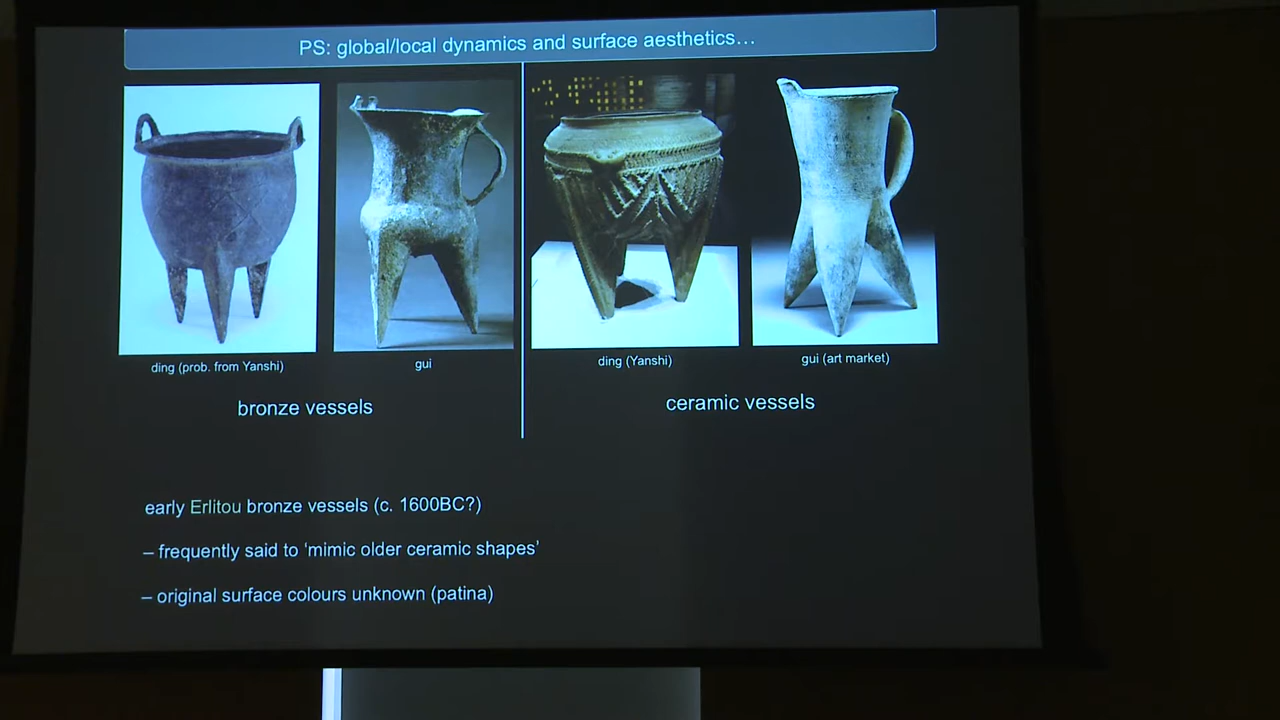 PS: global/local dynamics and surface aesthetics…
ding (prob. from Yanshi)
gui
ding (Yanshi)
gui (art market)
bronze vessels
ceramic vessels
early Erlitou bronze vessels (c. 1600BC?)
– frequently said to ‘mimic older ceramic shapes’
– original surface colours unknown (patina)